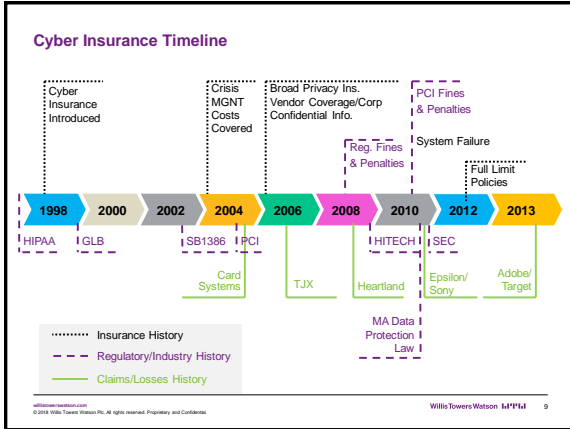 Cyber Insurance Timeline
Cyber
Insurance
Introduced
Crisis
MGNT
Costs
Covered
Broad Privacy Ins.
Vendor Coverage/Corp
Confidential Info.
Reg. Fines
& Penalties
PCI Fines
& Penalties
System Failure
Full Limit
Policies
1998
2000
2002
2004
2006
2008
2010
2012
2013
HIPAA
GLB
SB1386
PCI
HITECH
SEC
Card
Systems
TJX
Heartland
Epsilon/
Sony
Adobe/
Target
MA Data
Protection
Law
Insurance History
Regulatory/Industry History
Claims/Losses History
willistowerswatson.com
© 2018 Willis Towers Watson Plc. All rights reserved. Proprietary and Confidential.
Willis Towers Watson
9